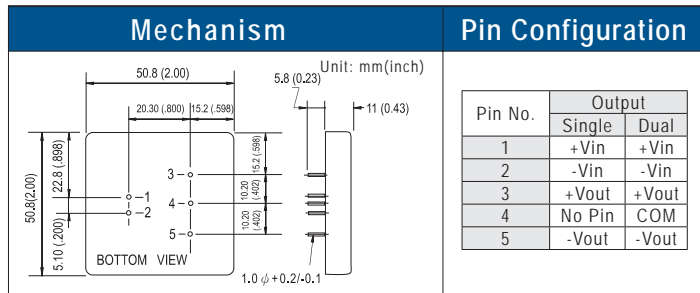 Mechanism
Pin Configuration
Unit: mm(inch)
50.8 (2.00)
5.8 (0.23)
20.30 (.800)
15.2 (.598)
11 (0.43)
50.8(2.00)
22.8 (.898)
5.10 (.200)
15.2 (.598)
10.20 (.402)
10.20 (.402)
1
2
3
4
5
BOTTOM VIEW
1.0 ϕ +0.2/-0.1
Pin No. Output
Single Dual
1 +Vin +Vin
2 -Vin -Vin
3 +Vout +Vout
4 No Pin COM
5 -Vout -Vout